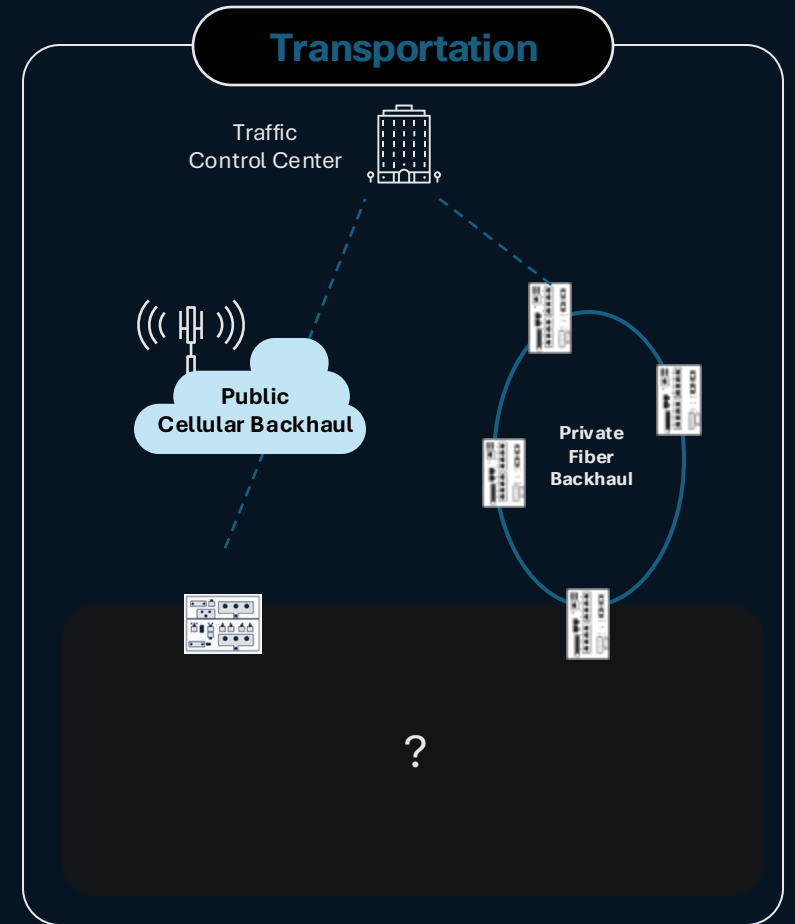 Transportation
Traffic
Control Center
Public
Cellular Backhaul
Private
Fiber
Backhaul
?